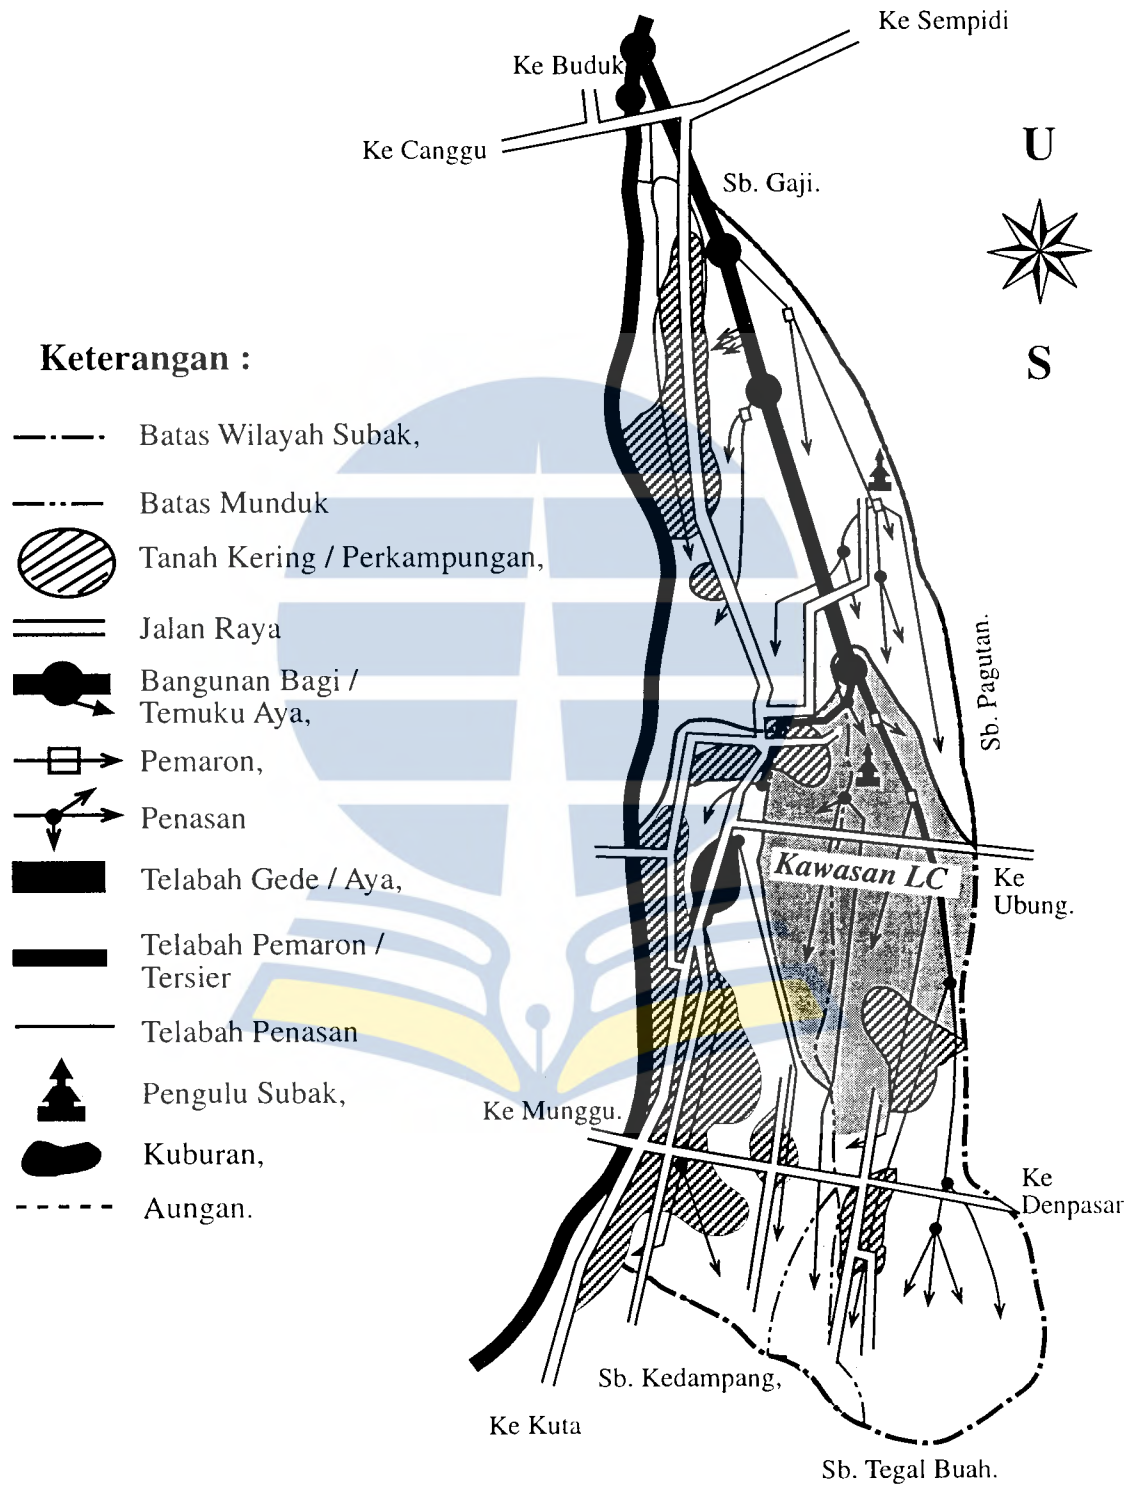 Ke Sempidi
Ke Buduk
Ke Canggu
U
Sb. Gaji.
S
Keterangan :
Batas Wilayah Subak,
Batas Munduk
Tanah Kering / Perkampungan,
Jalan Raya
Bangunan Bagi /
Temuku Aya,
Pemaron,
Penasan
Telabah Gede / Aya,
Telabah Pemaron /
Tersier
Telabah Penasan
Pengulu Subak,
Kuburan,
Aungan.
Sb. Pagutan.
Kawasan LC
Ke
Ubung.
Ke Munggu.
Ke
Denpasar
Sb. Kedampang,
Ke Kuta
Sb. Tegal Buah.